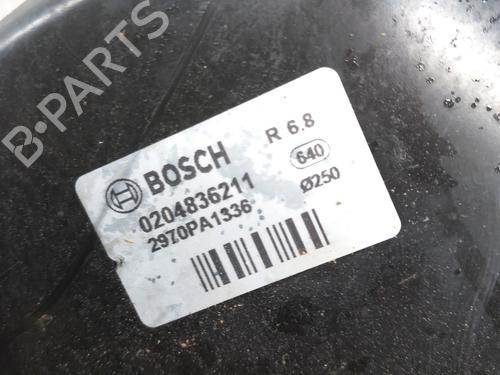 B-PARTS
BOSCH R 6.8
0204836211 640
2970PA1336 Ø250